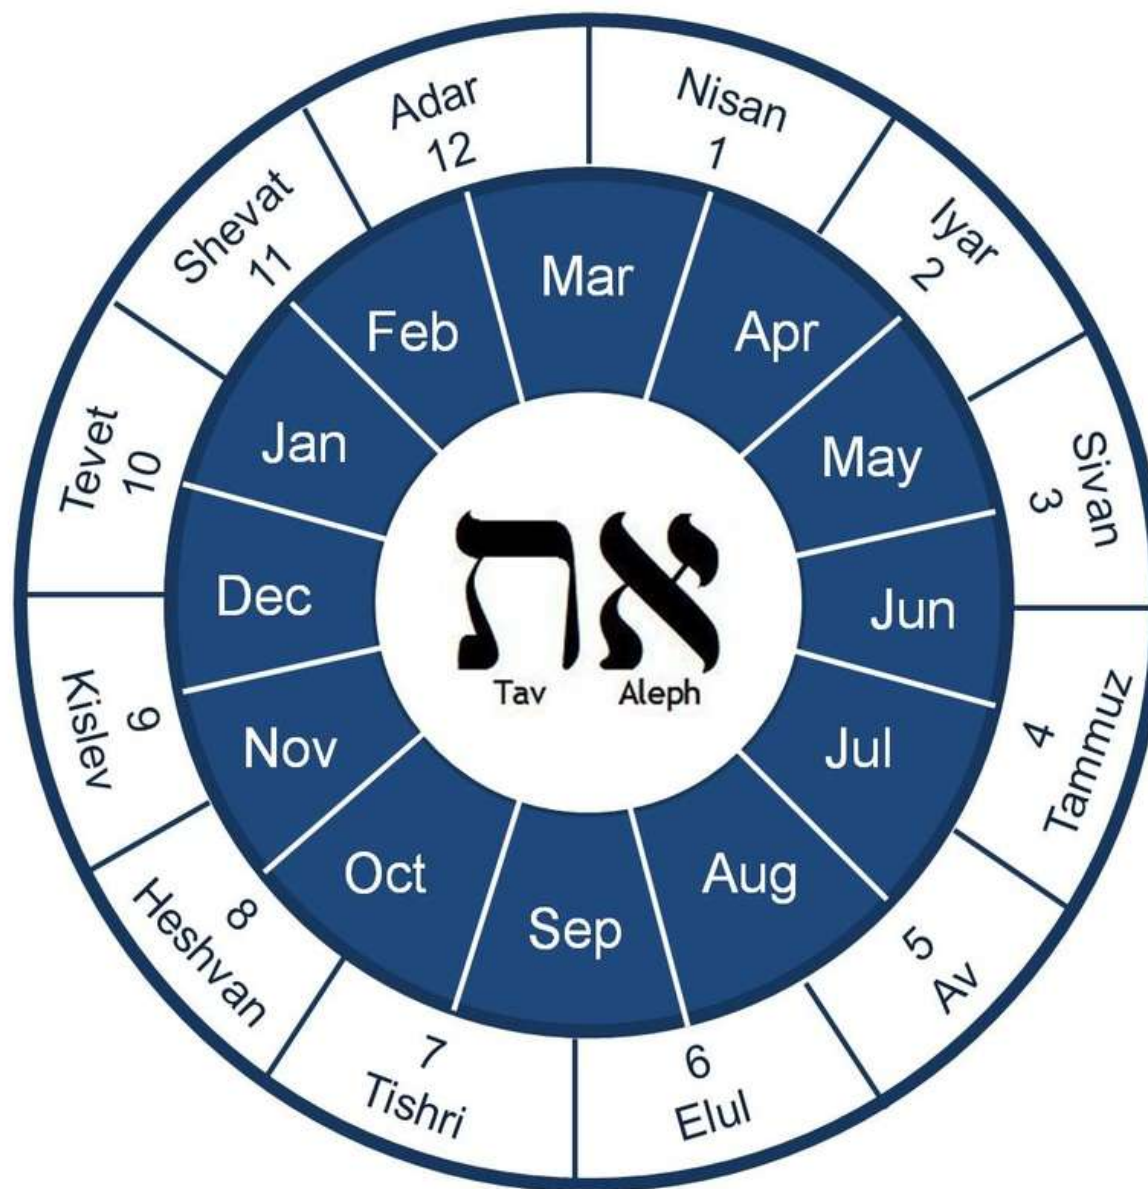 Nisan
1
Iyar
2
Sivan
3
4
Tammuz
5
Av
6
Elul
7
Tishri
8
Heshvan
9
Kislev
Tevet
10
Shevat
11
Adar
12
Mar
Apr
May
Jun
Jul
Aug
Sep
Oct
Nov
Dec
Jan
Feb
את
Tav Aleph